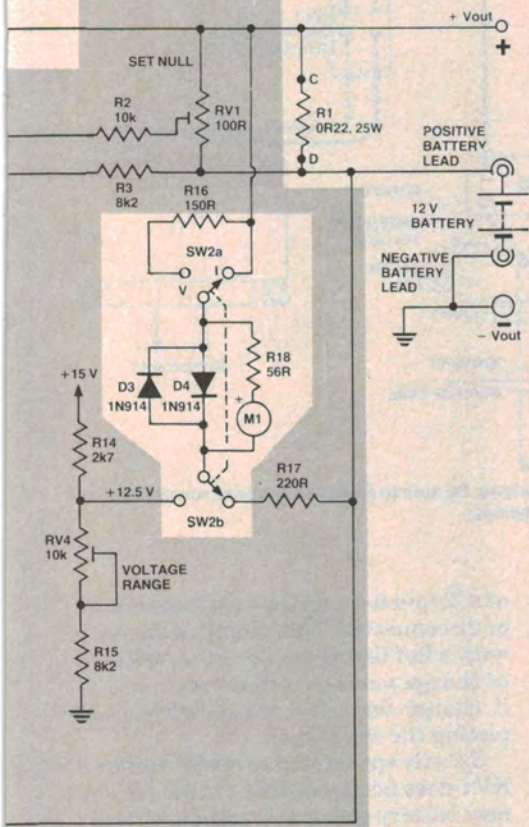 + Vout
+
SET NULL
C
R2
10k
RV1
100R
R1
0R22, 25W
D
POSITIVE
BATTERY
LEAD
R3
8k2
R16
150R
12 V
BATTERY
SW2a
V
I
NEGATIVE
BATTERY
LEAD
− Vout
R18
56R
+15 V
D3
1N914
D4
1N914
+
M1
R14
2k7
R17
220R
+12.5 V
SW2b
RV4
10k
VOLTAGE
RANGE
R15
8k2